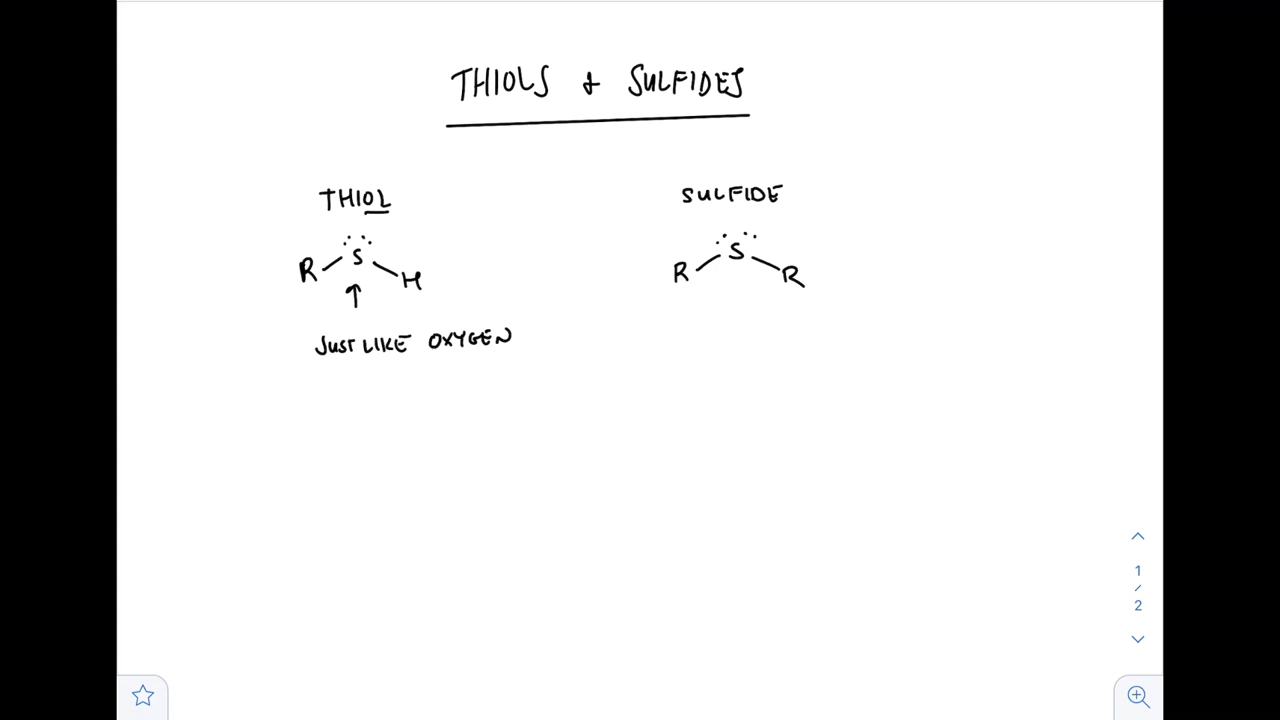 THIOLS & SULFIDES
THIOL
SULFIDE
S
R
H
S
R
R
JUST LIKE OXYGEN
1
/
2